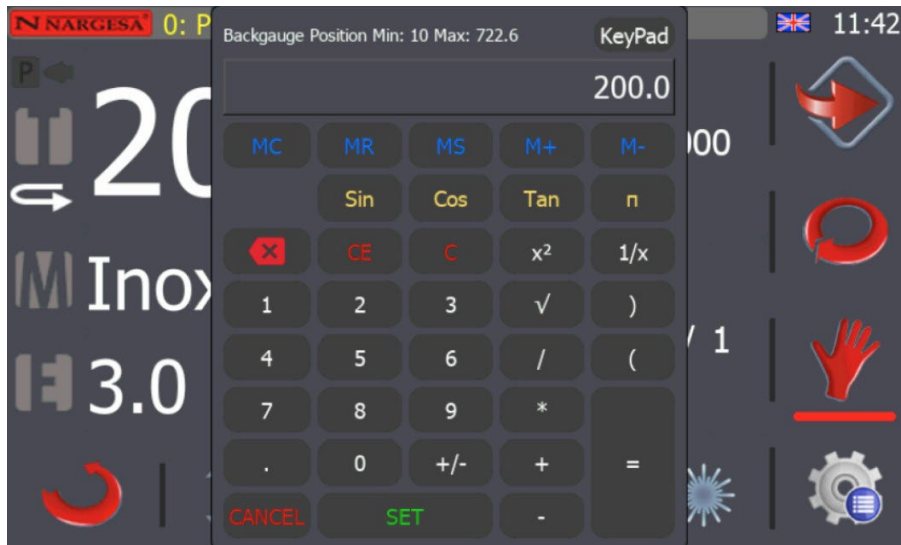 NARGESA 0: P
11:42
Backgauge Position Min: 10 Max: 722.6 KeyPad
200.0
P
20
000
MC MR MS M+ M-
Sin Cos Tan π
CE C x² 1/x
M Inox
1 2 3 √ )
/ 1
4 5 6 / (
E 3.0
7 8 9 *
. 0 +/- + =
CANCEL SET -